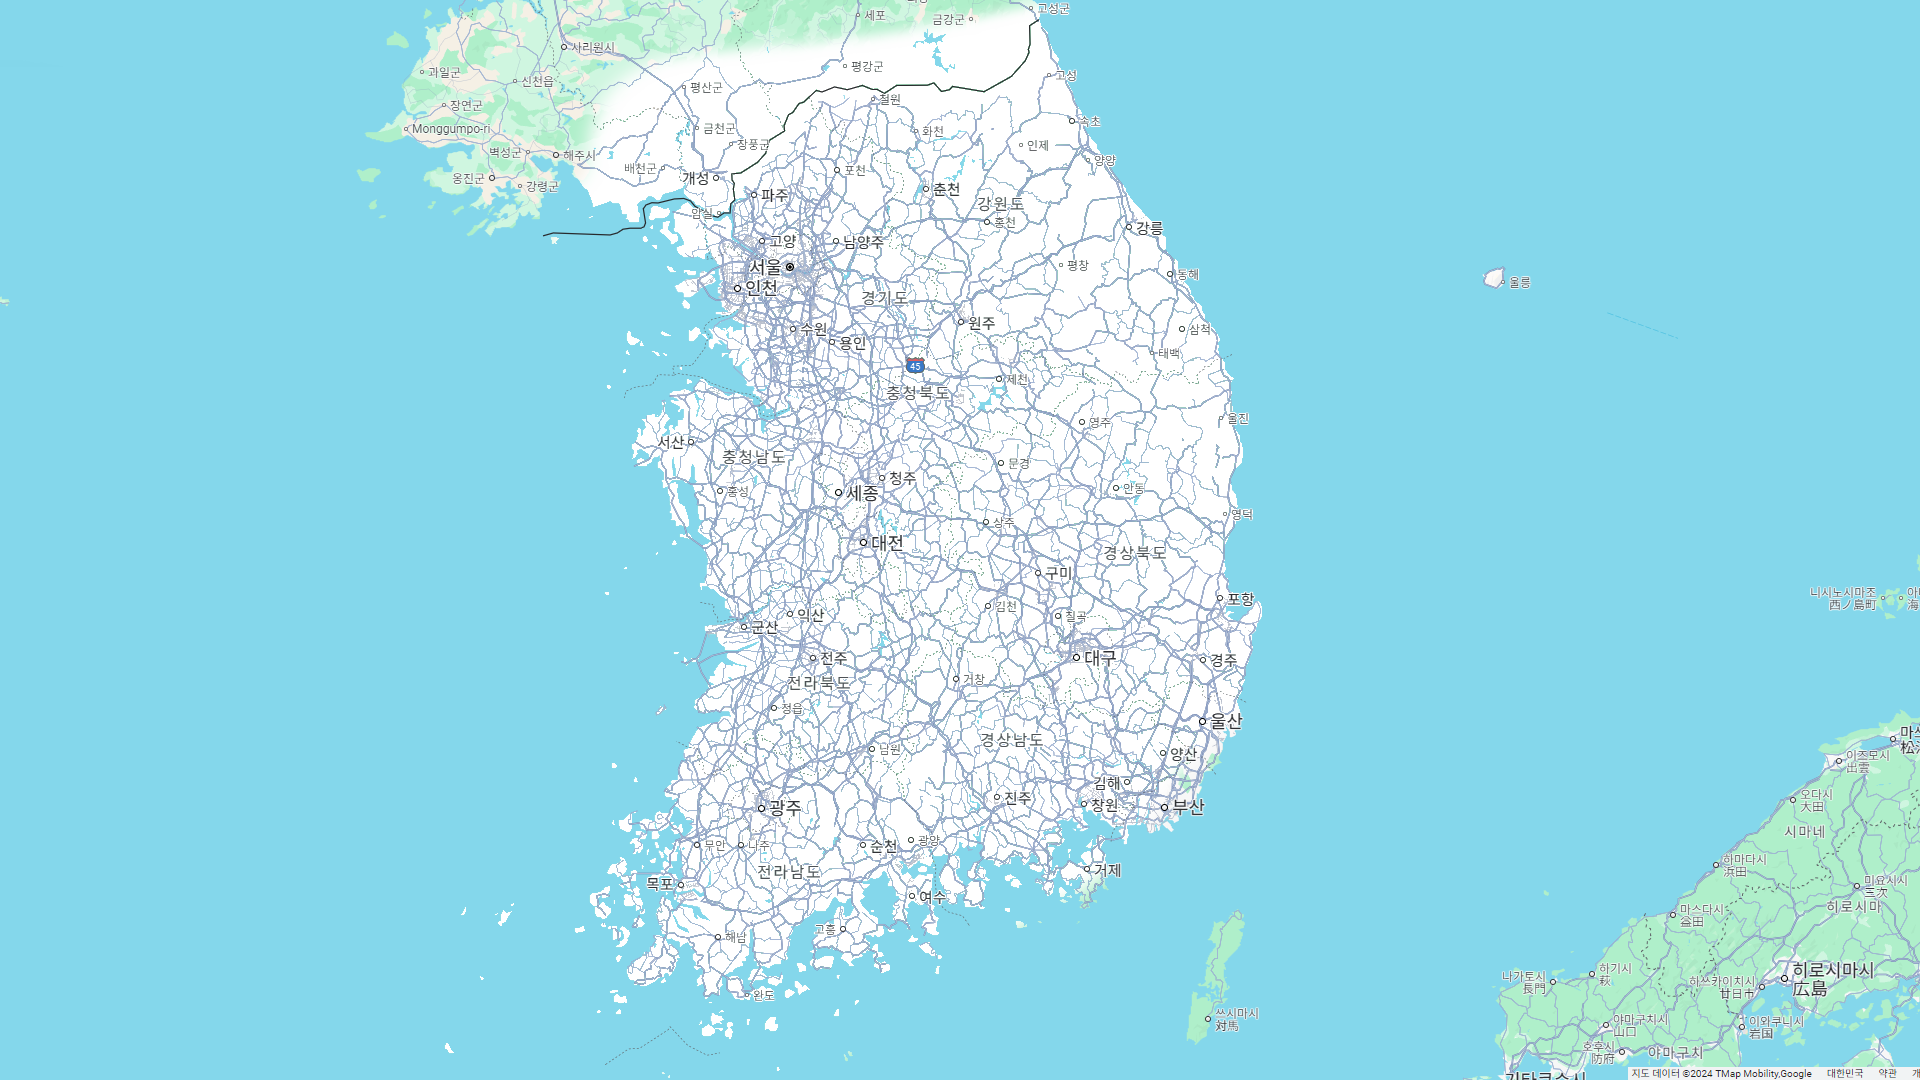 고성군
세포
금강군
사리원시
평강군
과일군
신천읍
고성
평산군
장연군
철원
속초
Monggumpo-ri
금천군
화천
장풍군
인제
벽성군
해주시
양양
배천군
포천
옹진군
강령군
개성
파주
춘천
강원도
홍천
강릉
고양
남양주
서울
평창
동해
인천
경기도
울릉
수원
원주
삼척
용인
태백
45
제천
충청북도
영주
울진
서산
충청남도
문경
청주
홍성
세종
안동
상주
영덕
대전
경상북도
구미
니시노시마조
西ノ島町
포항
김천
익산
칠곡
군산
전주
대구
경주
전라북도
거창
정읍
울산
경상남도
남원
양산
이즈모시
出雲
김해
진주
창원
부산
오다시
大田
광주
시마네
무안
나주
순천
광양
하마다시
浜田
전라남도
거제
목포
미요시시
三次
여수
마스다시
益田
히로시마
고흥
해남
완도
나가토시
長門
하기시
萩
히로시마시
広島
하쓰카이치시
廿日市
쓰시마시
対馬
야마구치시
山口
이와쿠니시
岩国
호후시
防府
야마구치
지도 데이터 ©2024 TMap Mobility,Google
대한민국
약관